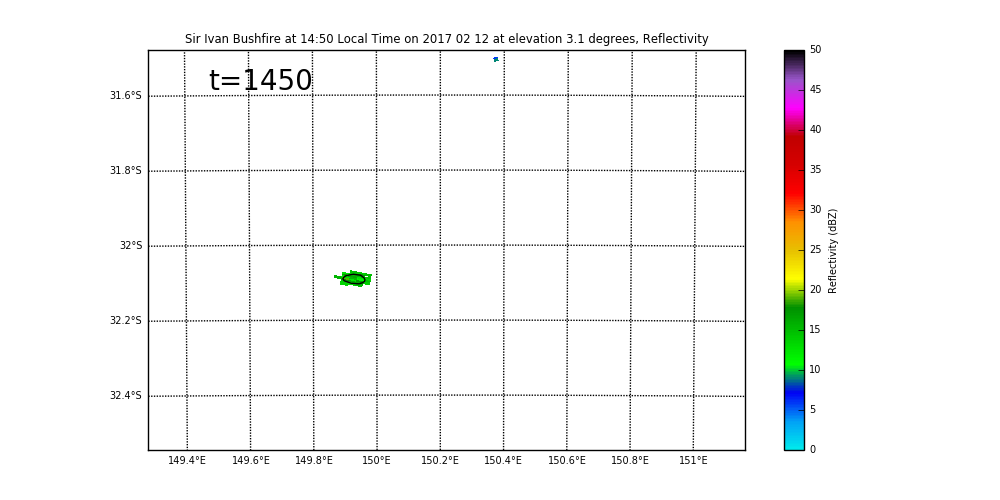 Sir Ivan Bushfire at 14:50 Local Time on 2017 02 12 at elevation 3.1 degrees, Reflectivity
t=1450
31.6°S
31.8°S
32°S
32.2°S
32.4°S
149.4°E 149.6°E 149.8°E 150°E 150.2°E 150.4°E 150.6°E 150.8°E 151°E
50
45
40
35
30
25
20
15
10
5
0
Reflectivity (dBZ)